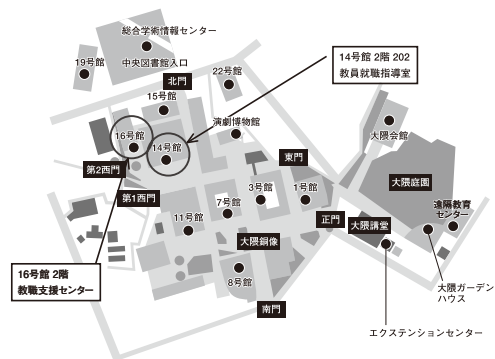 総合学術情報センター
中央図書館入口
19号館
北門
22号館
14号館 2階 202
教員就職指導室
15号館
16号館
14号館
演劇博物館
大隈会館
第2西門
東門
第1西門
大隈庭園
3号館
1号館
7号館
遠隔教育
センター
11号館
正門
大隈講堂
大隈銅像
16号館 2階
教職支援センター
8号館
南門
大隈ガーデン
ハウス
エクステンションセンター